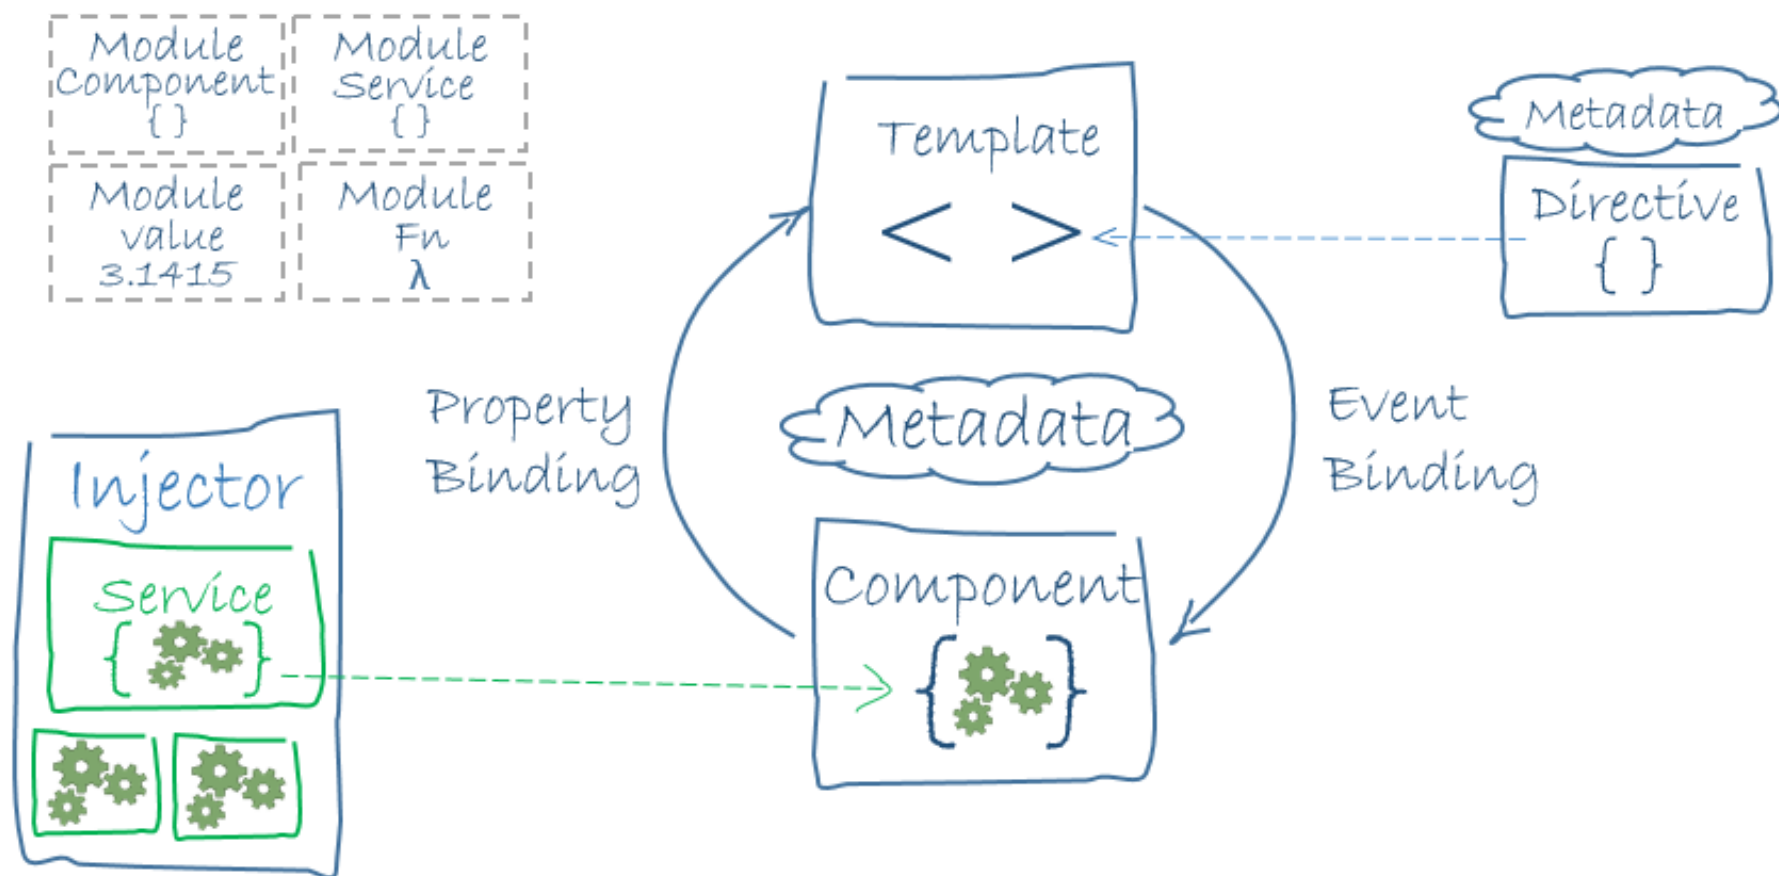 Module
Component
{ }
Module
Service
{ }
Module
value
3.1415
Module
Fn
λ
Template
< >
Metadata
Directive
{ }
Property
Binding
Metadata
Event
Binding
Injector
Service
{ }
Component
{ }